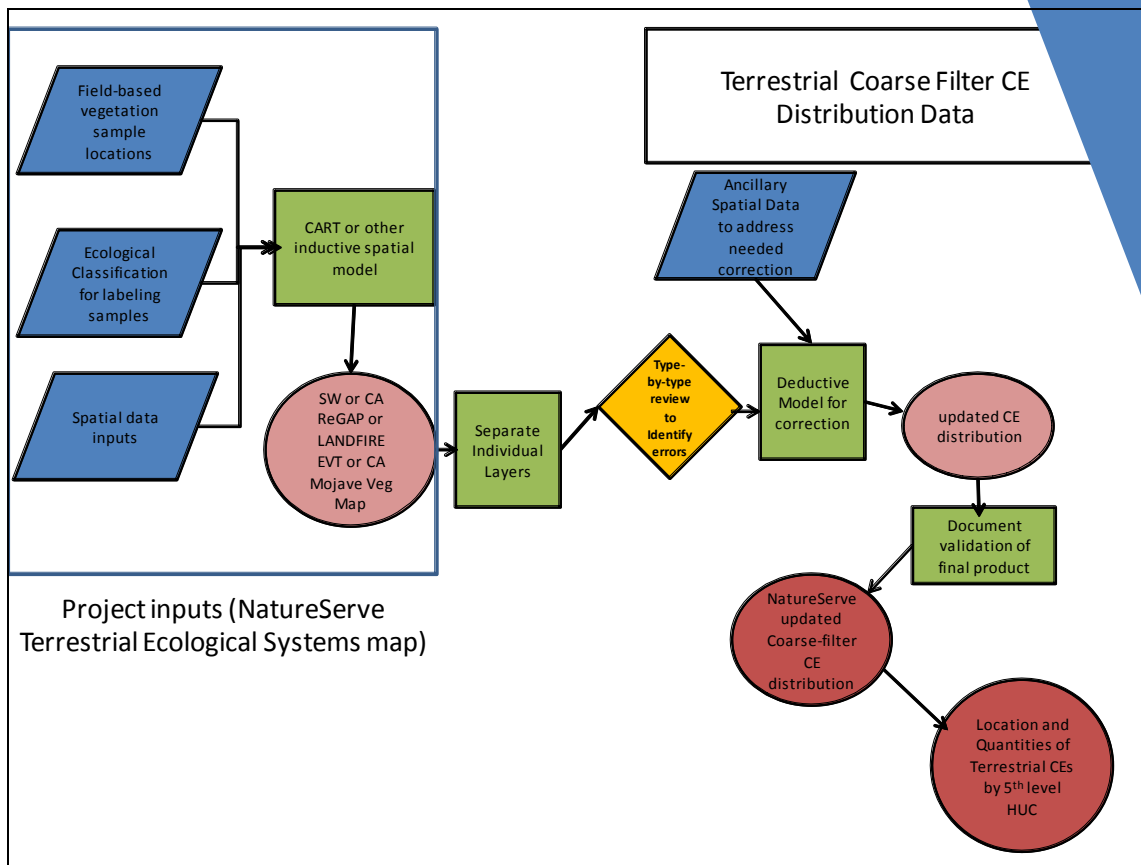 Terrestrial Coarse Filter CE
Distribution Data
Field-based
vegetation
sample
locations
Ecological
Classification
for labeling
samples
Spatial data
inputs
CART or other
inductive spatial
model
SW or CA
ReGAP or
LANDFIRE
EVT or CA
Mojave Veg
Map
Project inputs (NatureServe
Terrestrial Ecological Systems map)
Separate
Individual
Layers
Type-
by-type
review
to
Identify
errors
Ancillary
Spatial Data
to address
needed
correction
Deductive
Model for
correction
updated CE
distribution
Document
validation of
final product
NatureServe
updated
Coarse-filter
CE
distribution
Location and
Quantities of
Terrestrial CEs
by 5th level
HUC